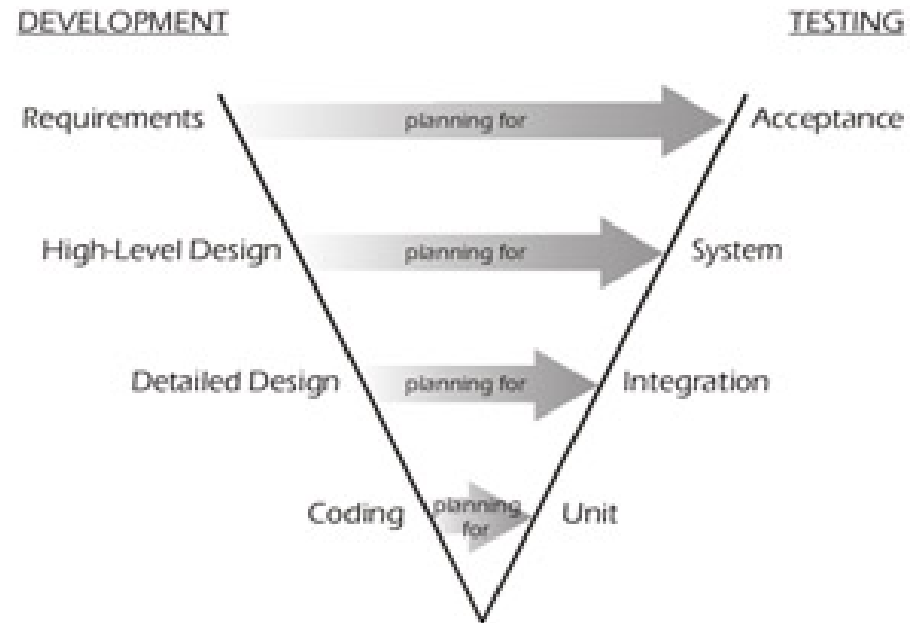 DEVELOPMENT
TESTING
Requirements
planning for
Acceptance
High-Level Design
planning for
System
Detailed Design
planning for
Integration
Coding
planning
for
Unit